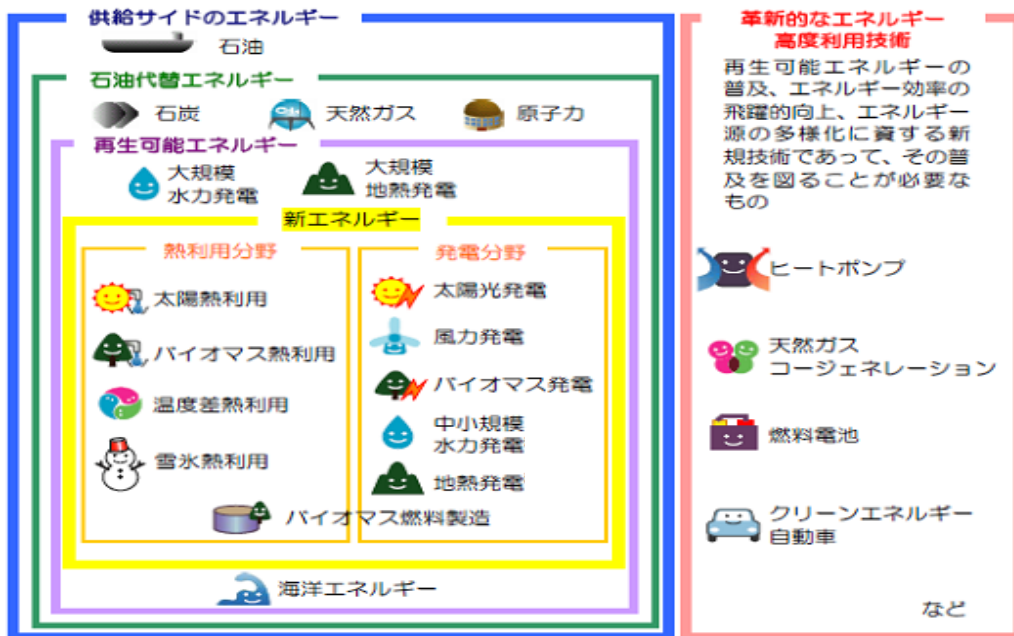 供給サイドのエネルギー
石油
石油代替エネルギー
石炭
天然ガス
原子力
再生可能エネルギー
大規模
水力発電
大規模
地熱発電
新エネルギー
熱利用分野
太陽熱利用
バイオマス熱利用
温度差熱利用
雪氷熱利用
発電分野
太陽光発電
風力発電
バイオマス発電
中小規模
水力発電
地熱発電
バイオマス燃料製造
海洋エネルギー
革新的なエネルギー
高度利用技術
再生可能エネルギーの
普及、エネルギー効率の
飛躍的向上、エネルギー
源の多様化に資する新
規技術であって、その普
及を図ることが必要な
もの
ヒートポンプ
天然ガス
コージェネレーション
燃料電池
クリーンエネルギー
自動車
など